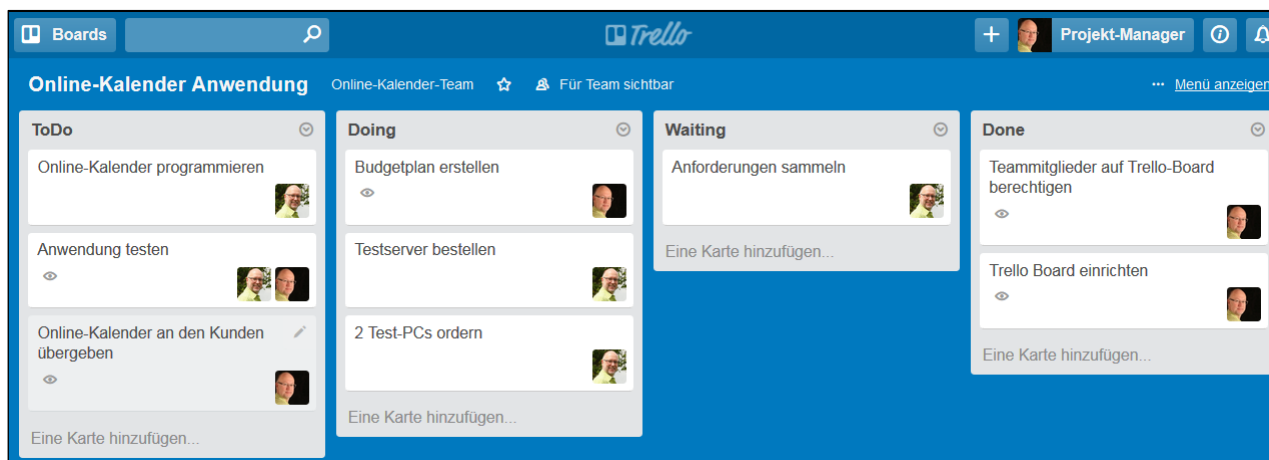 Boards
Trello
Projekt-Manager
Online-Kalender Anwendung
Online-Kalender-Team
Für Team sichtbar
... Menü anzeigen
ToDo
Online-Kalender programmieren
Anwendung testen
Online-Kalender an den Kunden
übergeben
Eine Karte hinzufügen...
Doing
Budgetplan erstellen
Testserver bestellen
2 Test-PCs ordern
Eine Karte hinzufügen...
Waiting
Anforderungen sammeln
Eine Karte hinzufügen...
Done
Teammitglieder auf Trello-Board
berechtigen
Trello Board einrichten
Eine Karte hinzufügen...